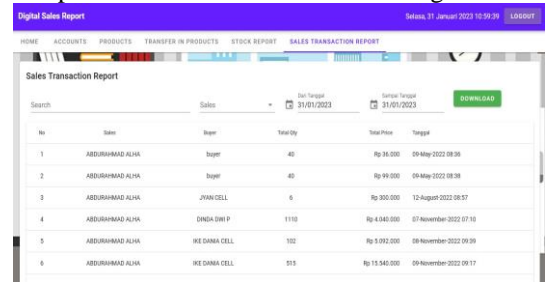 Digital Sales Report Selasa, 31 Januari 2023 10:59:39 LOGOUT
HOME ACCOUNTS PRODUCTS TRANSFER IN PRODUCTS STOCK REPORT SALES TRANSACTION REPORT
Sales Transaction Report
Dari Tanggal Sampai Tanggal
Search Sales 31/01/2023 31/01/2023 DOWNLOAD
No Sales Buyer Total Qty Total Price Tanggal
1 ABDURAHMAD ALHA buyer 40 Rp 36.000 09-May-2022 08:36
2 ABDURAHMAD ALHA buyer 40 Rp 99.000 09-May-2022 08:38
3 ABDURAHMAD ALHA JYAN CELL 6 Rp 300.000 12-August-2022 08:57
4 ABDURAHMAD ALHA DINDA DWI P 1110 Rp 4.040.000 07-November-2022 07:10
5 ABDURAHMAD ALHA IKE DANIA CELL 102 Rp 5.092.000 08-November-2022 09:39
6 ABDURAHMAD ALHA IKE DANIA CELL 515 Rp 15.540.000 09-November-2022 09:17